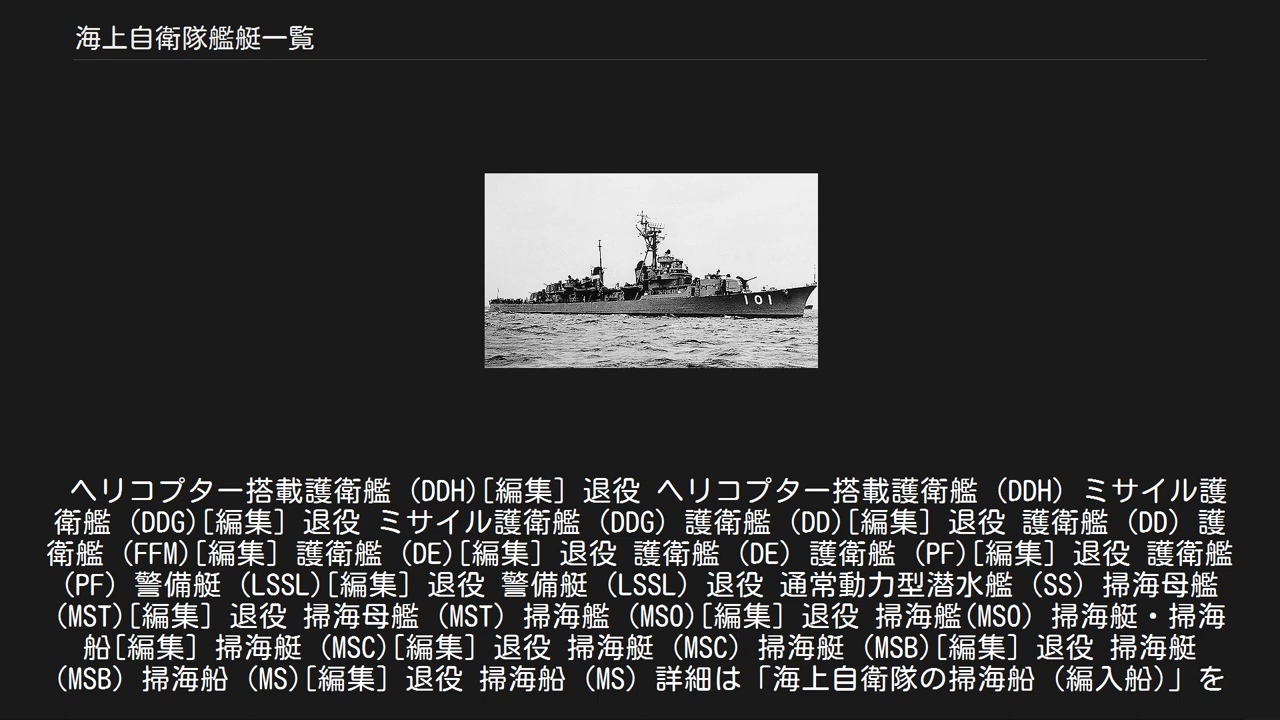 海上自衛隊艦艇一覧
101
ヘリコプター搭載護衛艦 (DDH)[編集] 退役 ヘリコプター搭載護衛艦 (DDH) ミサイル護
衛艦 (DDG)[編集] 退役 ミサイル護衛艦 (DDG) 護衛艦 (DD)[編集] 退役 護衛艦 (DD) 護
衛艦 (FFM)[編集] 護衛艦 (DE)[編集] 退役 護衛艦 (DE) 護衛艦 (PF)[編集] 退役 護衛艦
(PF) 警備艇 (LSSL)[編集] 退役 警備艇 (LSSL) 退役 通常動力型潜水艦 (SS) 掃海母艦
(MST)[編集] 退役 掃海母艦 (MST) 掃海艦 (MSO)[編集] 退役 掃海艦(MSO) 掃海艇・掃海
船[編集] 掃海艇 (MSC)[編集] 退役 掃海艇 (MSC) 掃海艇 (MSB)[編集] 退役 掃海艇
(MSB) 掃海船 (MS)[編集] 退役 掃海船 (MS) 詳細は「海上自衛隊の掃海船 (編入船)」を